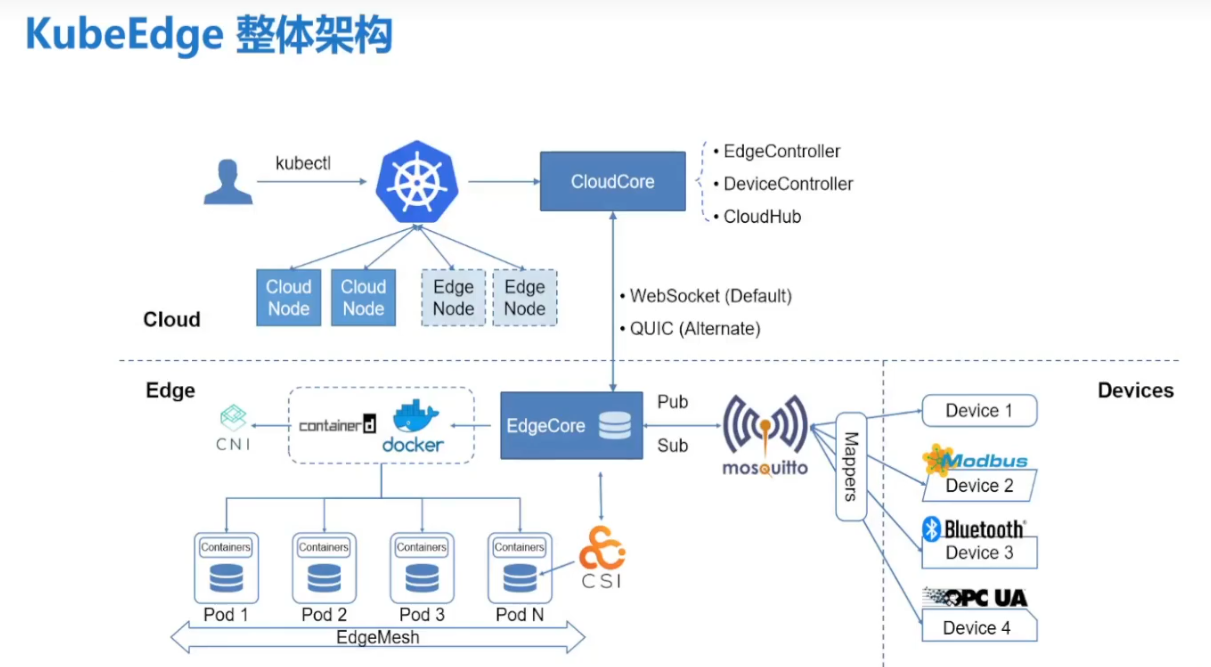 KubeEdge 整体架构
kubectl
CloudCore
• EdgeController
• DeviceController
• CloudHub
Cloud
Node
Cloud
Node
Edge
Node
Edge
Node
• WebSocket (Default)
• QUIC (Alternate)
Cloud
Edge
Devices
CNI
containerd
docker
EdgeCore
Pub
Sub
mosquitto
Mappers
Device 1
Modbus
Device 2
Bluetooth
Device 3
OPC UA
Device 4
Containers
Containers
Containers
Containers
CSI
Pod 1
Pod 2
Pod 3
Pod N
EdgeMesh